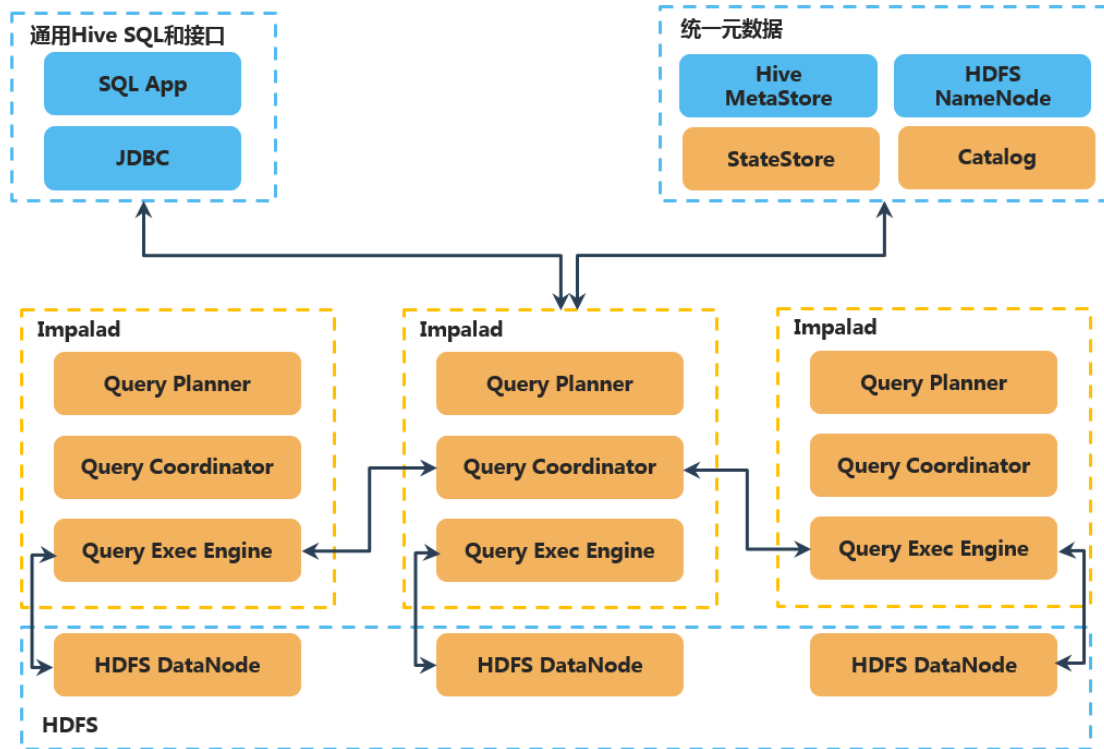 通用Hive SQL和接口
SQL App
JDBC
统一元数据
Hive
MetaStore
HDFS
NameNode
StateStore
Catalog
Impalad
Query Planner
Query Coordinator
Query Exec Engine
Impalad
Query Planner
Query Coordinator
Query Exec Engine
Impalad
Query Planner
Query Coordinator
Query Exec Engine
HDFS DataNode
HDFS DataNode
HDFS DataNode
HDFS